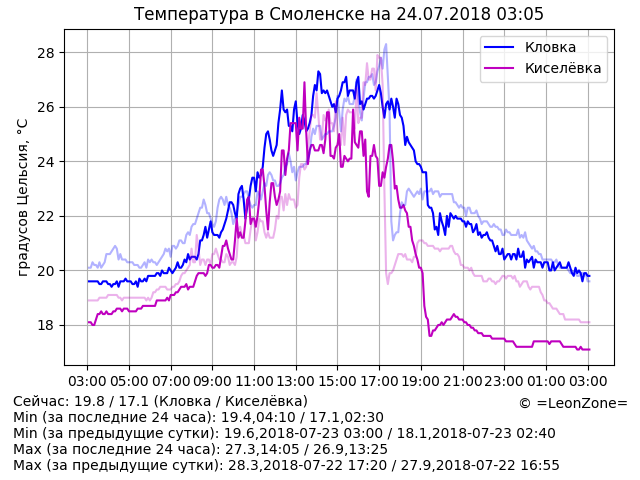 Температура в Смоленске на 24.07.2018 03:05
градусов Цельсия, °C
28
26
24
22
20
18
Кловка
Киселёвка
03:00 05:00 07:00 09:00 11:00 13:00 15:00 17:00 19:00 21:00 23:00 01:00 03:00
Сейчас: 19.8 / 17.1 (Кловка / Киселёвка)
© =LeonZone=
Min (за последние 24 часа): 19.4,04:10 / 17.1,02:30
Min (за предыдущие сутки): 19.6,2018-07-23 03:00 / 18.1,2018-07-23 02:40
Max (за последние 24 часа): 27.3,14:05 / 26.9,13:25
Max (за предыдущие сутки): 28.3,2018-07-22 17:20 / 27.9,2018-07-22 16:55